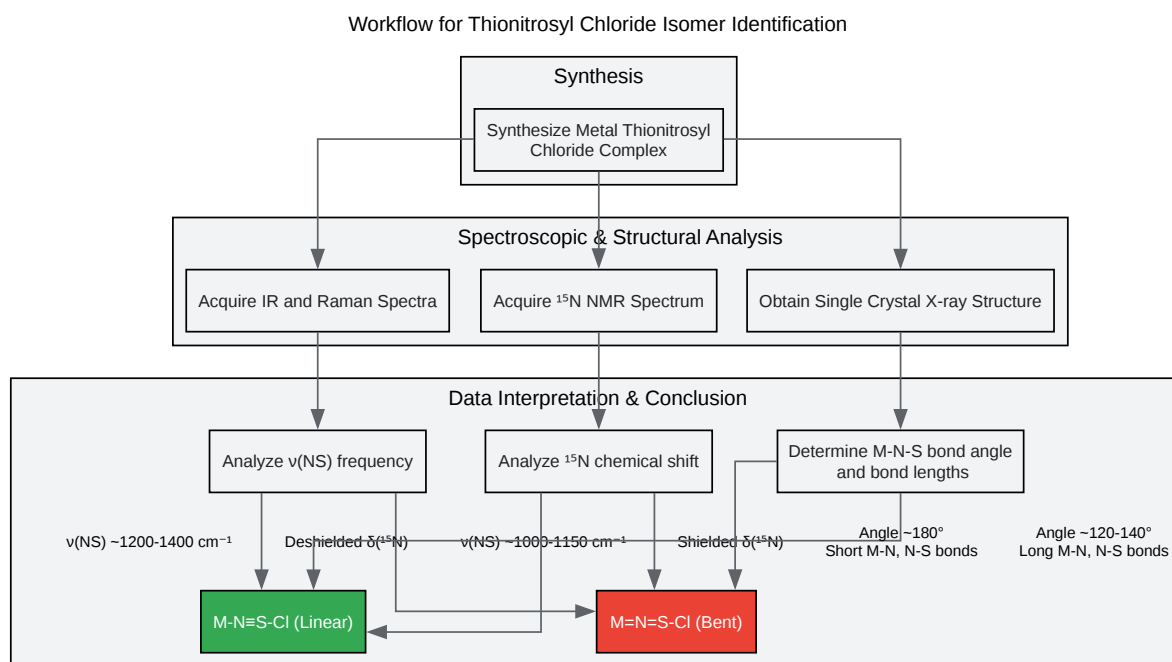 Workflow for Thionitrosyl Chloride Isomer Identification
Synthesis
Synthesize Metal Thionitrosyl
Chloride Complex
Spectroscopic & Structural Analysis
Acquire IR and Raman Spectra
Acquire ¹⁵N NMR Spectrum
Obtain Single Crystal X-ray Structure
Data Interpretation & Conclusion
Analyze ν(NS) frequency
Analyze ¹⁵N chemical shift
Determine M-N-S bond angle
and bond lengths
ν(NS) ~1200-1400 cm⁻¹
Deshielded δ(¹⁵N)
ν(NS) ~1000-1150 cm⁻¹
Shielded δ(¹⁵N)
Angle ~180°
Short M-N, N-S bonds
Angle ~120-140°
Long M-N, N-S bonds
M-N≡S-Cl (Linear)
M=N=S-Cl (Bent)